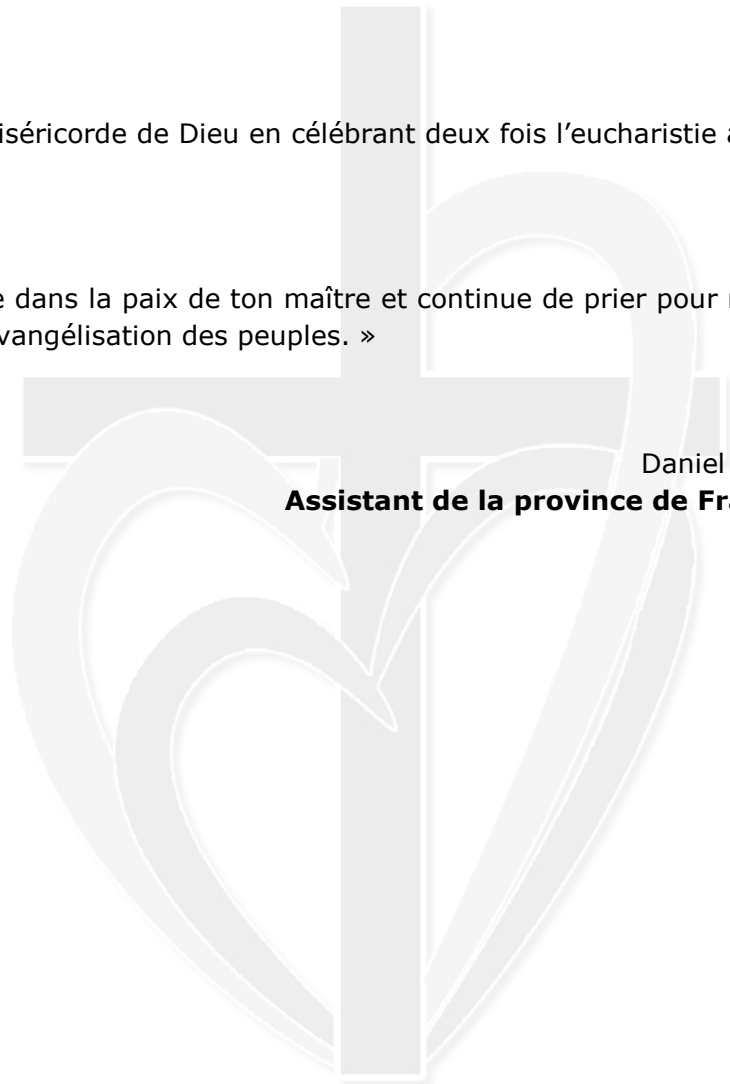 iséricorde de Dieu en célébrant deux fois l’eucharistie
dans la paix de ton maître et continue de prier pour
vangélisation des peuples. »
Daniel
Assistant de la province de